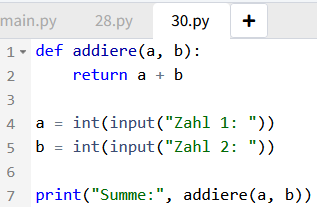 main.py 28.py 30.py +
1 def addiere(a, b):
2     return a + b
3
4 a = int(input("Zahl 1: "))
5 b = int(input("Zahl 2: "))
6
7 print("Summe:", addiere(a, b))